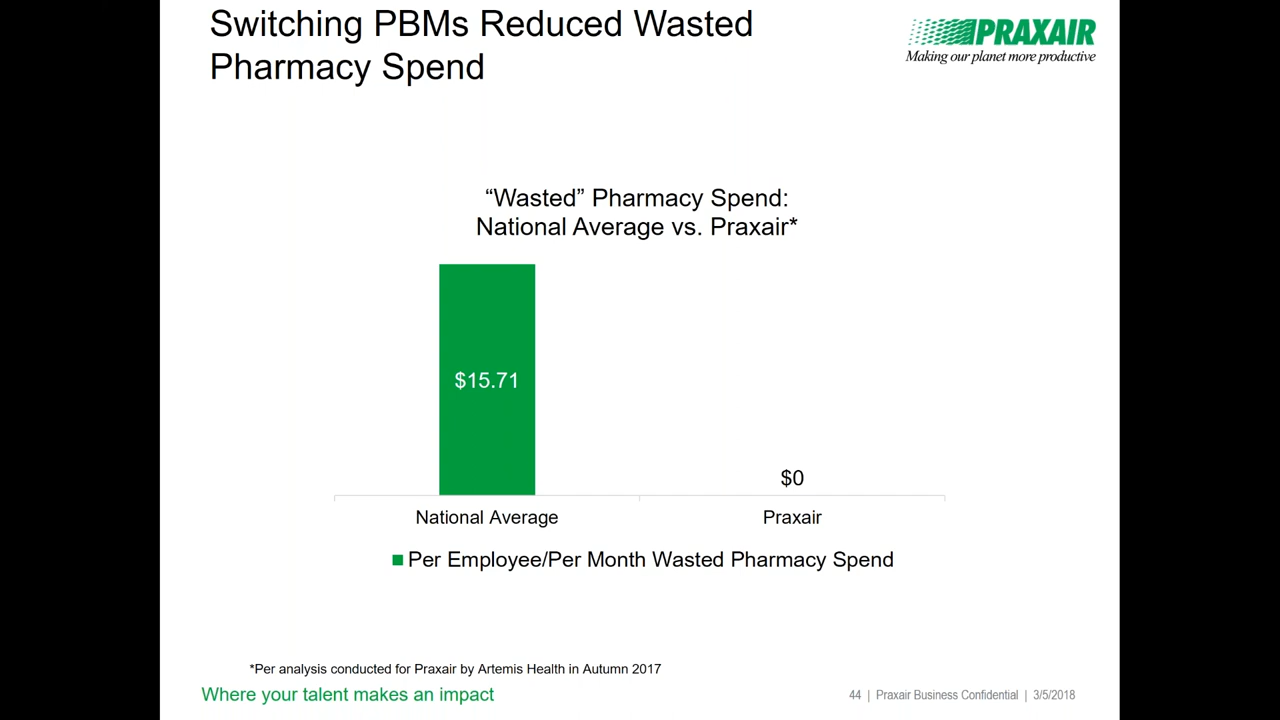 Switching PBMs Reduced Wasted
Pharmacy Spend
PRAXAIR
Making our planet more productive
“Wasted” Pharmacy Spend:
National Average vs. Praxair*
$15.71
$0
National Average
Praxair
Per Employee/Per Month Wasted Pharmacy Spend
*Per analysis conducted for Praxair by Artemis Health in Autumn 2017
Where your talent makes an impact
44 | Praxair Business Confidential | 3/5/2018